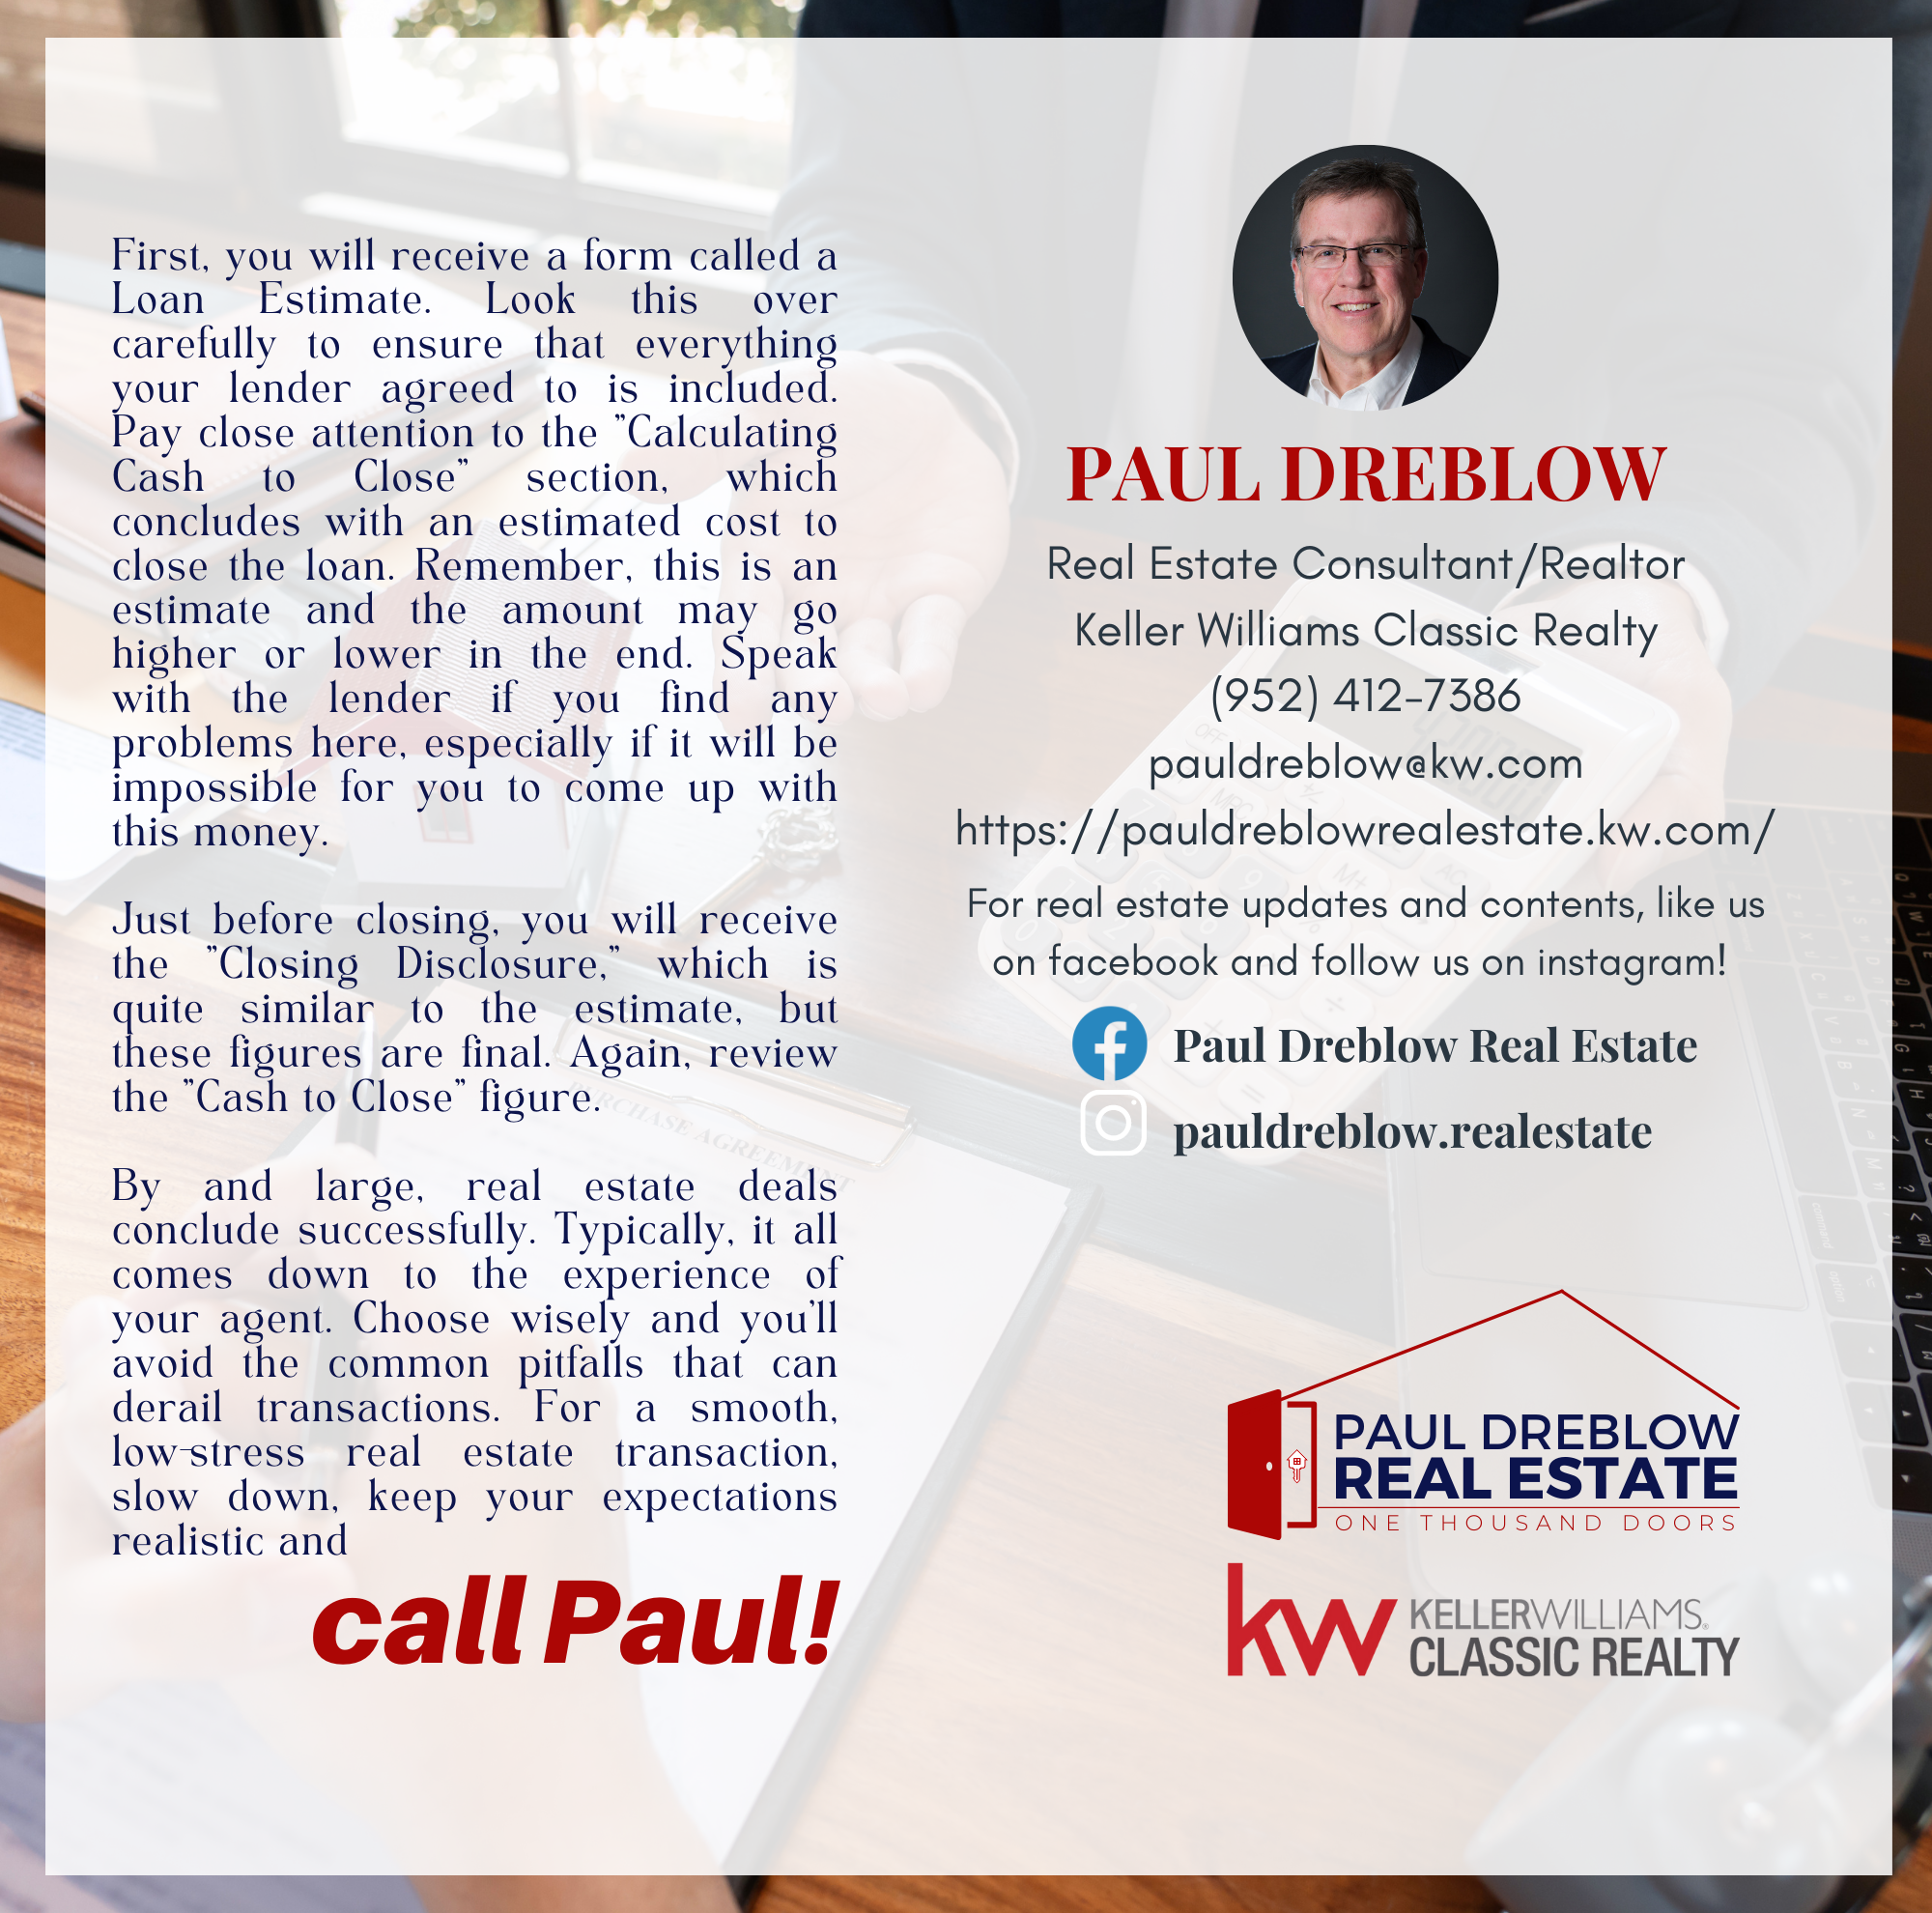 First, you will receive a form called a
Loan Estimate. Look this over
carefully to ensure that everything
your lender agreed to is included.
Pay close attention to the "Calculating
Cash to Close" section, which
concludes with an estimated cost to
close the loan. Remember, this is an
estimate and the amount may go
higher or lower in the end. Speak
with the lender if you find any
problems here, especially if it will be
impossible for you to come up with
this money.
Just before closing, you will receive
the "Closing Disclosure," which is
quite similar to the estimate, but
these figures are final. Again, review
the "Cash to Close" figure.
By and large, real estate deals
conclude successfully. Typically, it all
comes down to the experience of
your agent. Choose wisely and you'll
avoid the common pitfalls that can
derail transactions. For a smooth,
low-stress real estate transaction,
slow down, keep your expectations
realistic and
call Paul!
PURCHASE AGREEMENT
PAUL DREBLOW
Real Estate Consultant/Realtor
Keller Williams Classic Realty
(952) 412-7386
pauldreblow@kw.com
https://pauldreblowrealestate.kw.com/
For real estate updates and contents, like us
on facebook and follow us on instagram!
Paul Dreblow Real Estate
pauldreblow.realestate
PAUL DREBLOW
REAL ESTATE
ONE THOUSAND DOORS
kw KELLERWILLIAMS.
CLASSIC REALTY